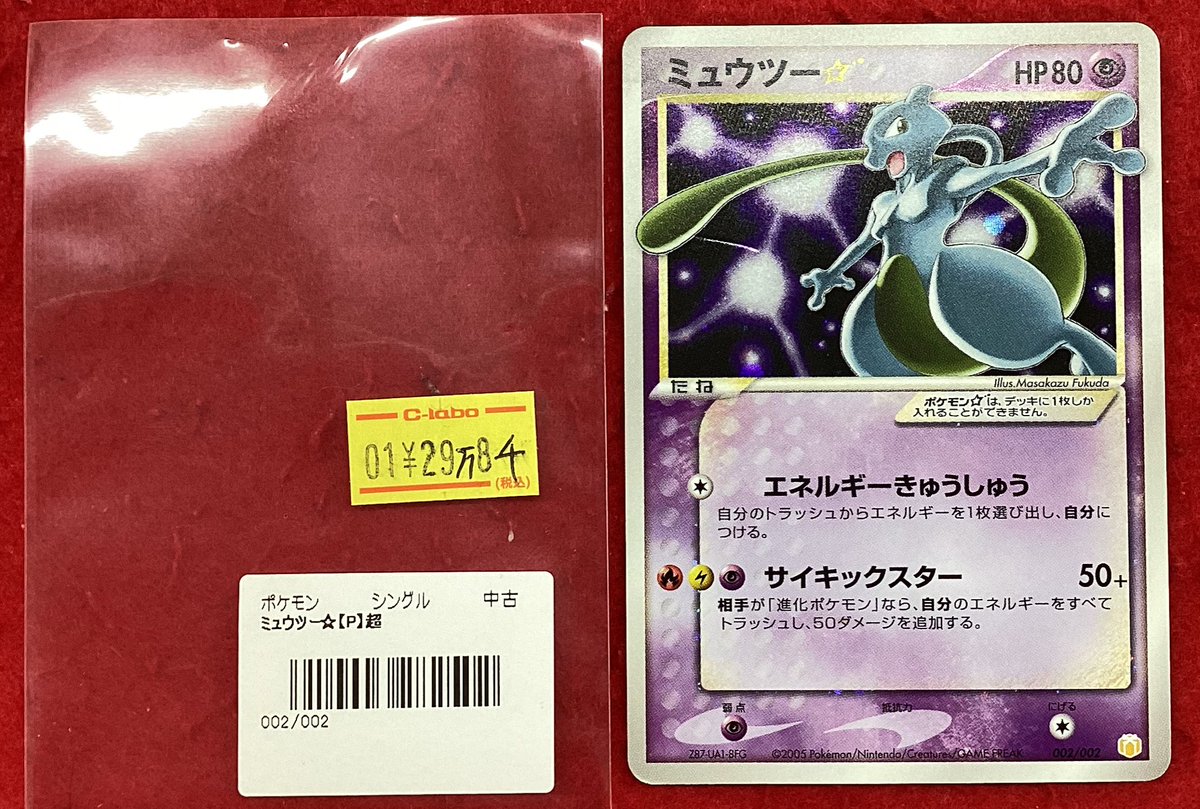 C-labo
01¥29万84
(税込)
ポケモン シングル 中古
ミュウツー☆【P】超
002/002
ミュウツー☆ HP80
たね
Illus.Masakazu Fukuda
ポケモン☆は、デッキに1枚しか
入れることができません。
エネルギーきゅうしゅう
自分のトラッシュからエネルギーを1枚選び出し、自分に
つける。
サイキックスター 50+
相手が「進化ポケモン」なら、自分のエネルギーをすべて
トラッシュし、50ダメージを追加する。
弱点 抵抗力 にげる
Z87-UA1-8FG ©2005 Pokémon/Nintendo/Creatures/GAME FREAK 002/002